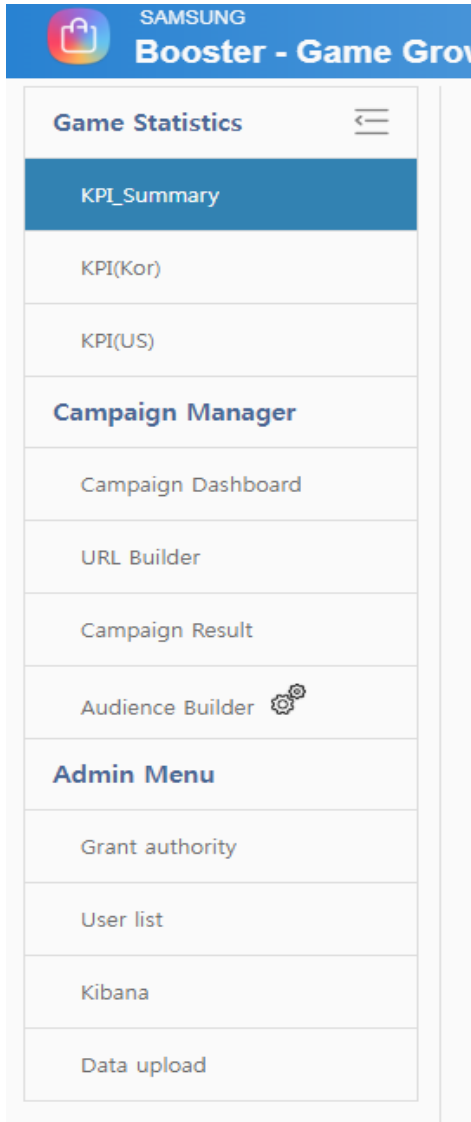 SAMSUNG
Booster - Game Grov
Game Statistics
KPI_Summary
KPI(Kor)
KPI(US)
Campaign Manager
Campaign Dashboard
URL Builder
Campaign Result
Audience Builder
Admin Menu
Grant authority
User list
Kibana
Data upload